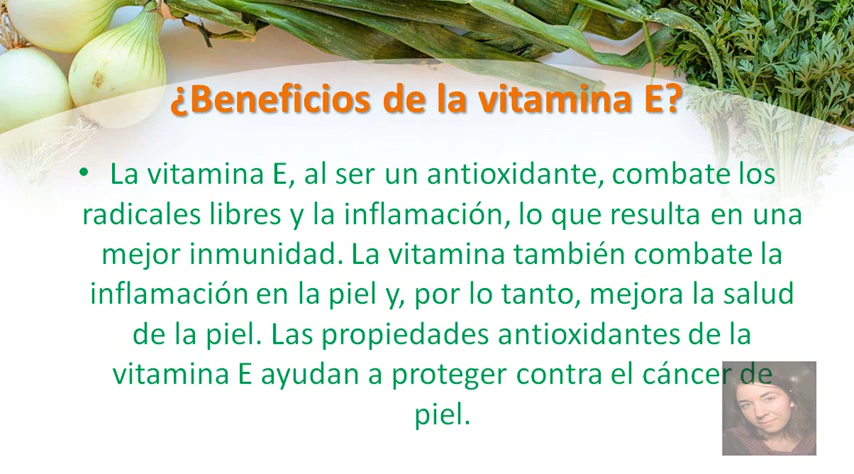 ¿Beneficios de la vitamina E?
• La vitamina E, al ser un antioxidante, combate los
radicales libres y la inflamación, lo que resulta en una
mejor inmunidad. La vitamina también combate la
inflamación en la piel y, por lo tanto, mejora la salud
de la piel. Las propiedades antioxidantes de la
vitamina E ayudan a proteger contra el cáncer de
piel.